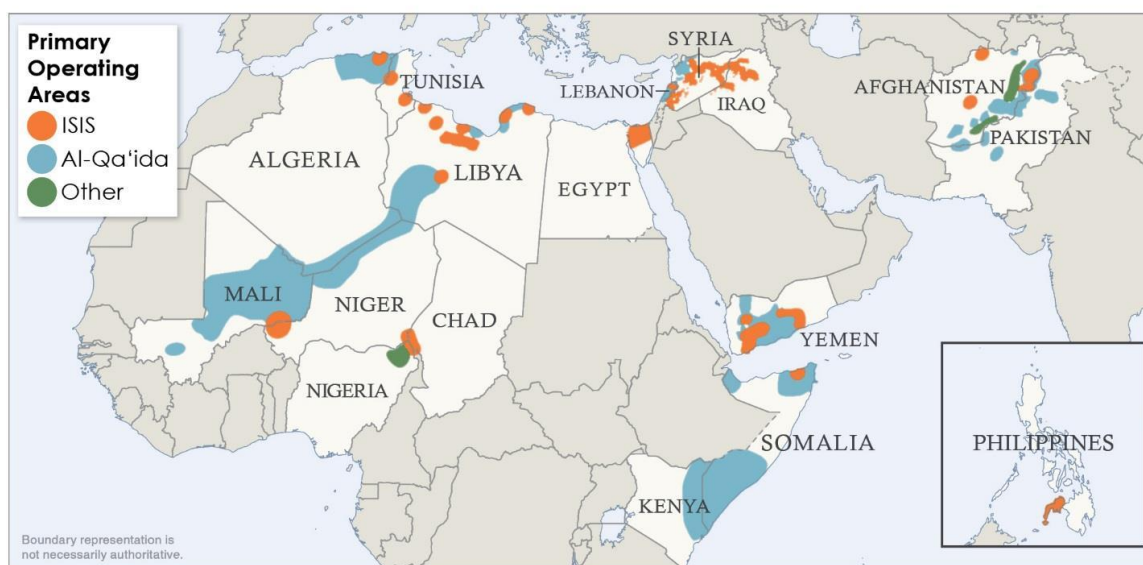 Primary
Operating
Areas
ISIS
Al-Qa‘ida
Other
SYRIA
TUNISIA
LEBANON
IRAQ
AFGHANISTAN
PAKISTAN
ALGERIA
LIBYA
EGYPT
MALI
NIGER
CHAD
YEMEN
NIGERIA
SOMALIA
KENYA
PHILIPPINES
Boundary representation is
not necessarily authoritative.